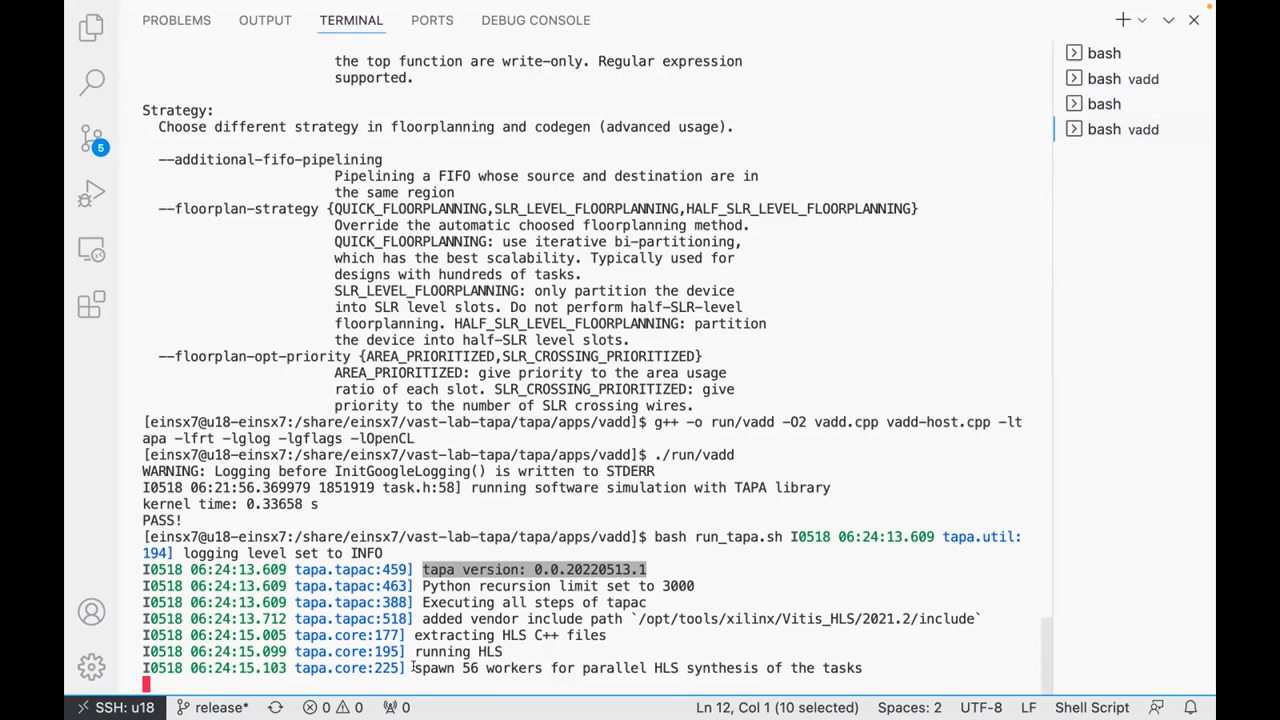 PROBLEMS OUTPUT TERMINAL PORTS DEBUG CONSOLE
the top function are write-only. Regular expression
supported.
Strategy:
Choose different strategy in floorplanning and codegen (advanced usage).
--additional-fifo-pipelining
Pipelining a FIFO whose source and destination are in
the same region
--floorplan-strategy {QUICK_FLOORPLANNING,SLR_LEVEL_FLOORPLANNING,HALF_SLR_LEVEL_FLOORPLANNING}
Override the automatic choosed floorplanning method.
QUICK_FLOORPLANNING: use iterative bi-partitioning,
which has the best scalability. Typically used for
designs with hundreds of tasks.
SLR_LEVEL_FLOORPLANNING: only partition the device
into SLR level slots. Do not perform half-SLR-level
floorplanning. HALF_SLR_LEVEL_FLOORPLANNING: partition
the device into half-SLR level slots.
--floorplan-opt-priority {AREA_PRIORITIZED,SLR_CROSSING_PRIORITIZED}
AREA_PRIORITIZED: give priority to the area usage
ratio of each slot. SLR_CROSSING_PRIORITIZED: give
priority to the number of SLR crossing wires.
[einsx7@u18-einsx7:/share/einsx7/vast-lab-tapa/tapa/apps/vadd]$ g++ -o run/vadd -O2 vadd.cpp vadd-host.cpp -lt
apa -lfrt -lglog -lgflags -lOpenCL
[einsx7@u18-einsx7:/share/einsx7/vast-lab-tapa/tapa/apps/vadd]$ ./run/vadd
WARNING: Logging before InitGoogleLogging() is written to STDERR
I0518 06:21:56.369979 1851919 task.h:58] running software simulation with TAPA library
kernel time: 0.33658 s
PASS!
[einsx7@u18-einsx7:/share/einsx7/vast-lab-tapa/tapa/apps/vadd]$ bash run_tapa.sh I0518 06:24:13.609 tapa.util:
194] logging level set to INFO
I0518 06:24:13.609 tapa.tapac:459] tapa version: 0.0.20220513.1
I0518 06:24:13.609 tapa.tapac:463] Python recursion limit set to 3000
I0518 06:24:13.609 tapa.tapac:388] Executing all steps of tapac
I0518 06:24:13.712 tapa.tapac:518] added vendor include path `/opt/tools/xilinx/Vitis_HLS/2021.2/include`
I0518 06:24:15.005 tapa.core:177] extracting HLS C++ files
I0518 06:24:15.099 tapa.core:195] running HLS
I0518 06:24:15.103 tapa.core:225] spawn 56 workers for parallel HLS synthesis of the tasks
bash
bash vadd
bash
bash vadd
5
SSH: u18 release* 0 0 0 Ln 12, Col 1 (10 selected) Spaces: 2 UTF-8 LF Shell Script